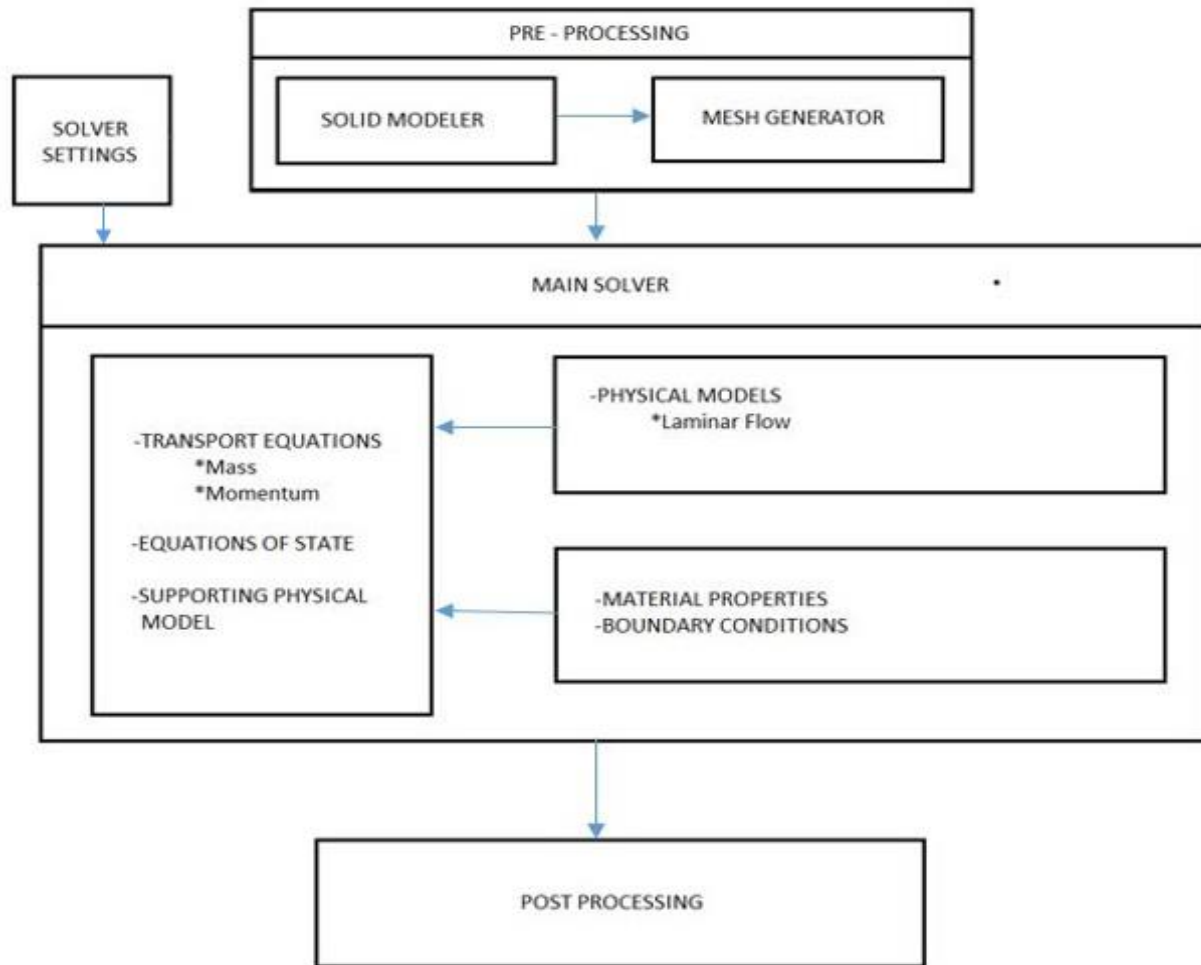 PRE - PROCESSING
SOLVER
SETTINGS
SOLID MODELER
MESH GENERATOR
MAIN SOLVER
-TRANSPORT EQUATIONS
*Mass
*Momentum
-EQUATIONS OF STATE
-SUPPORTING PHYSICAL
MODEL
-PHYSICAL MODELS
*Laminar Flow
-MATERIAL PROPERTIES
-BOUNDARY CONDITIONS
POST PROCESSING